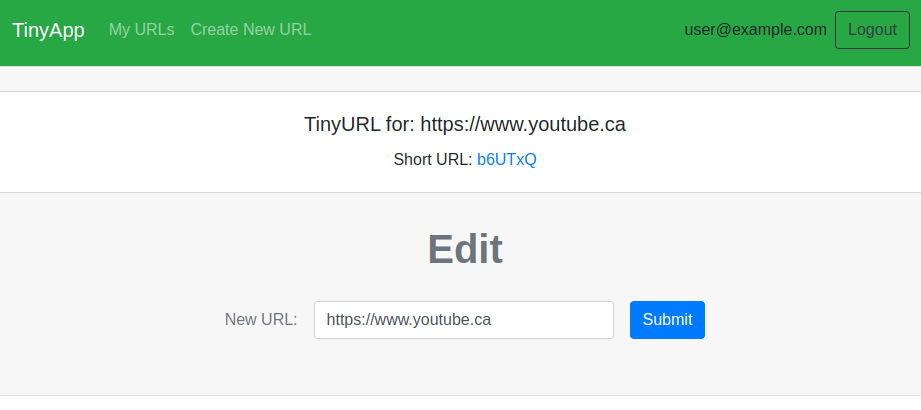 TinyApp My URLs Create New URL user@example.com Logout
TinyURL for: https://www.youtube.ca
Short URL: b6UTxQ
Edit
New URL: https://www.youtube.ca Submit